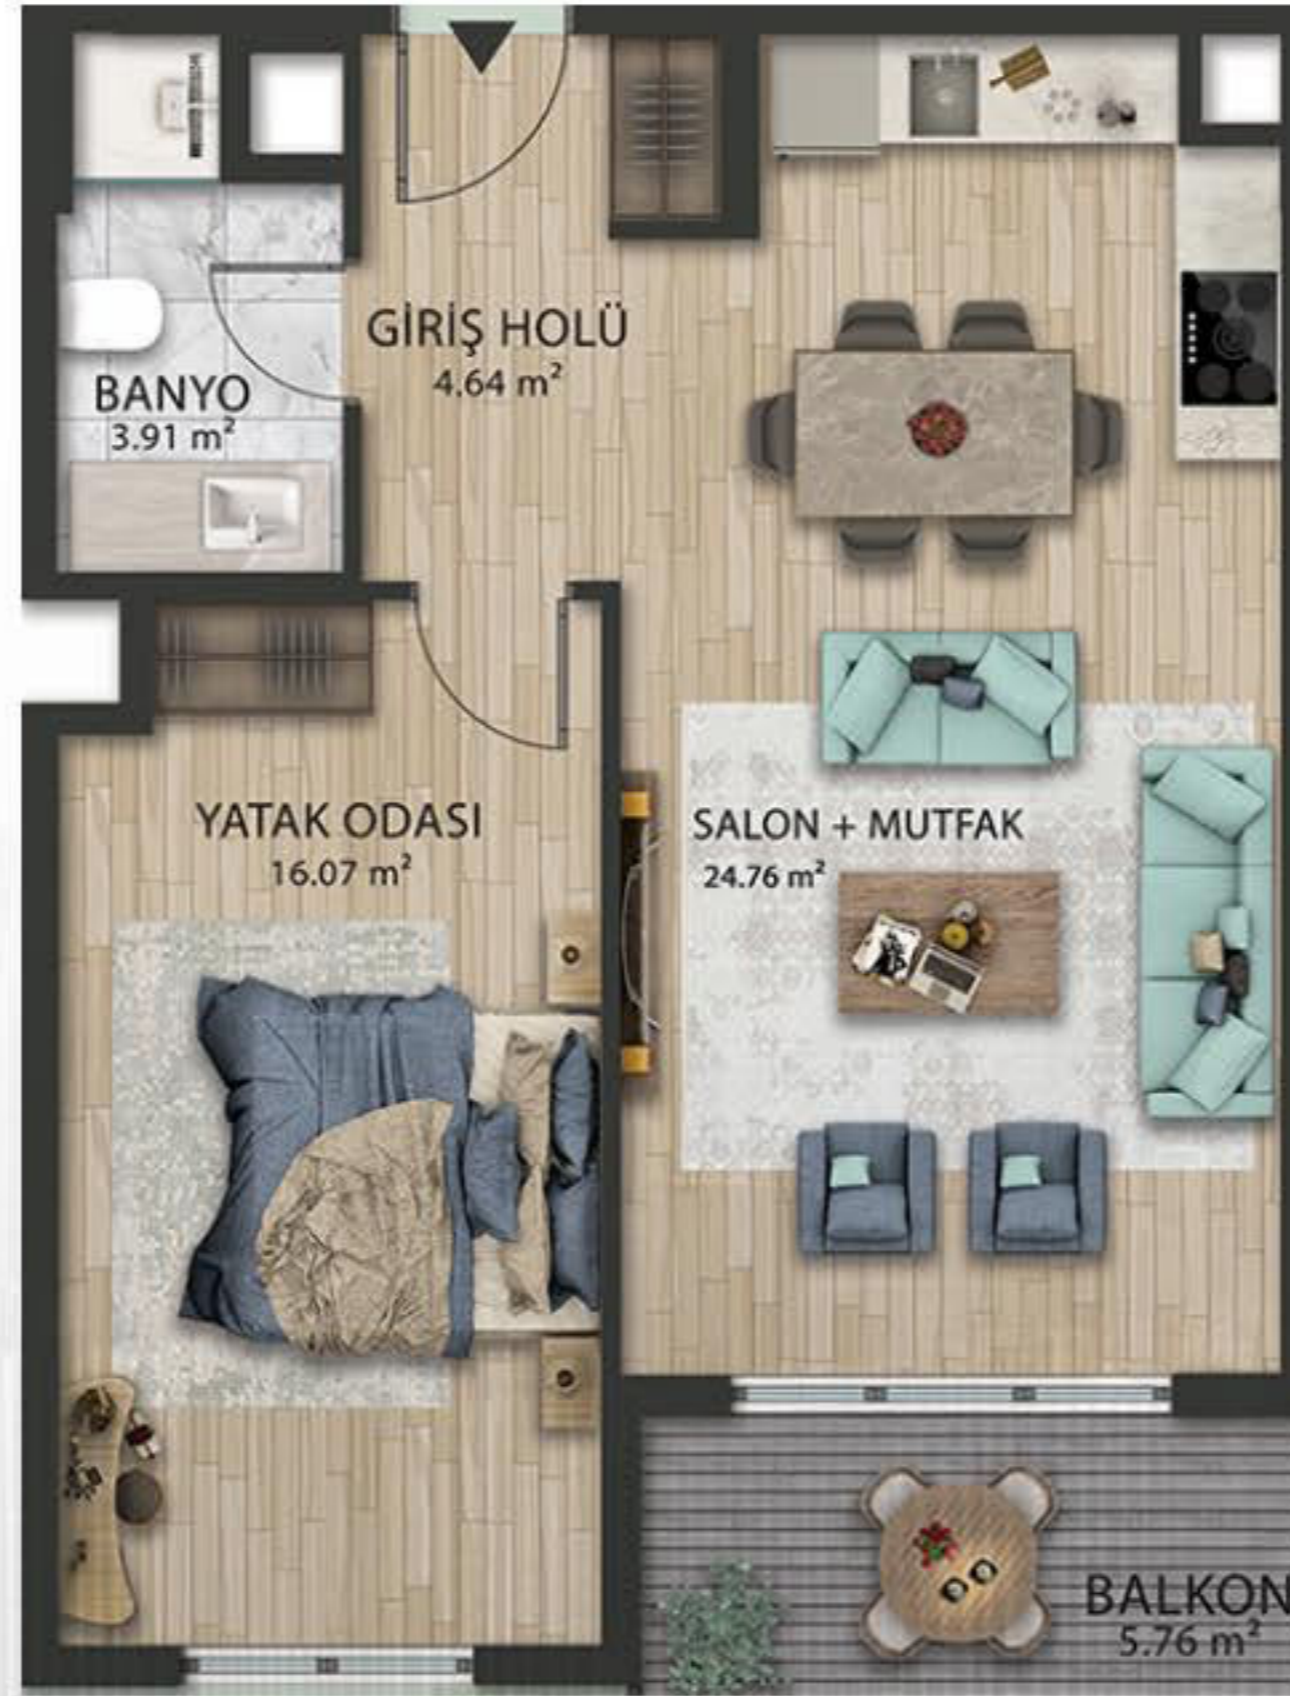 GİRİŞ HOLÜ
4.64 m²
BANYO
3.91 m²
YATAK ODASI
16.07 m²
SALON + MUTFAK
24.76 m²
BALKON
5.76 m²